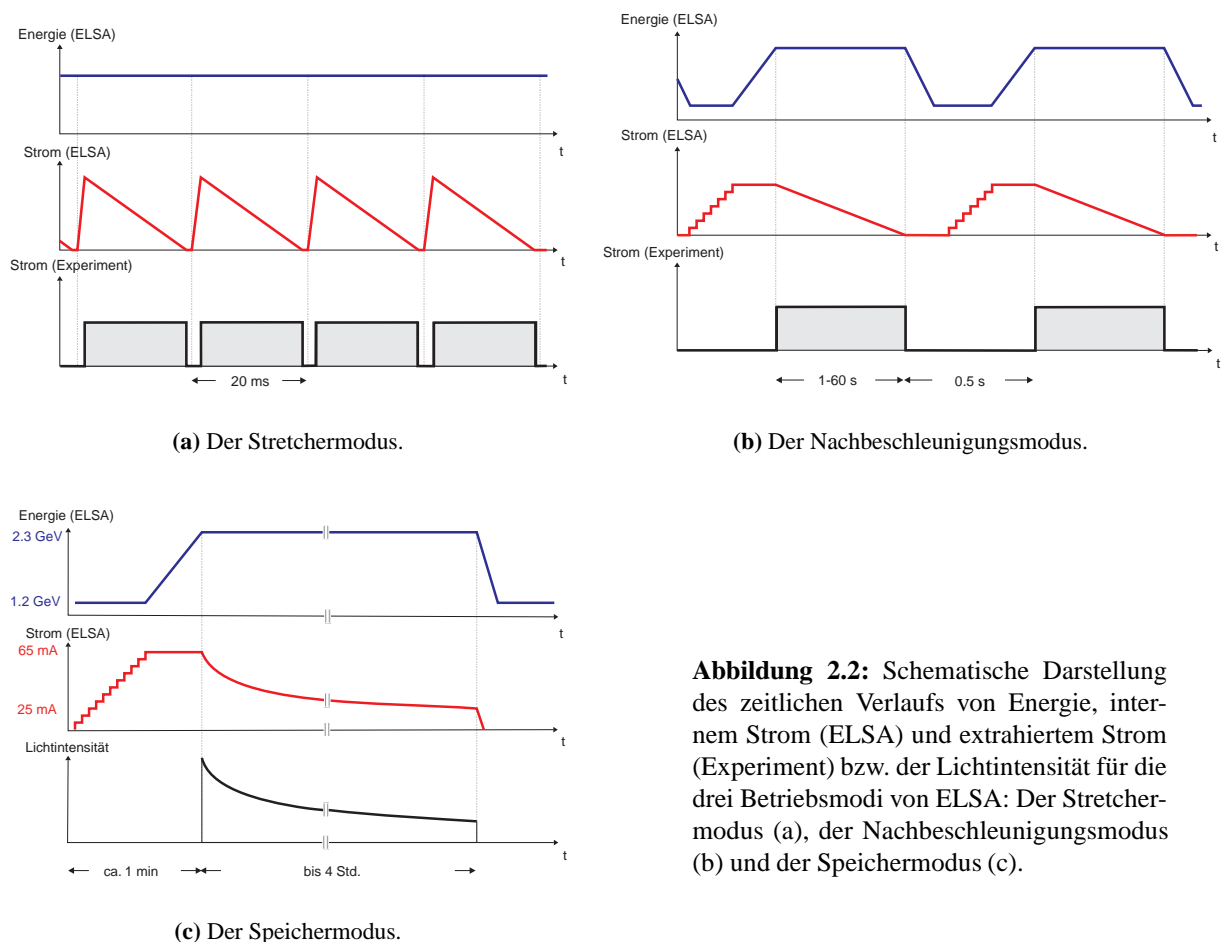 Energie (ELSA)
t
Strom (ELSA)
t
Strom (Experiment)
t
20 ms
(a) Der Stretchermodus.
Energie (ELSA)
t
Strom (ELSA)
t
Strom (Experiment)
t
1-60 s
0.5 s
(b) Der Nachbeschleunigungsmodus.
Energie (ELSA)
2.3 GeV
1.2 GeV
t
Strom (ELSA)
65 mA
25 mA
t
Lichtintensität
t
ca. 1 min
bis 4 Std.
(c) Der Speichermodus.
Abbildung 2.2: Schematische Darstellung
des zeitlichen Verlaufs von Energie, inter-
nem Strom (ELSA) und extrahiertem Strom
(Experiment) bzw. der Lichtintensität für die
drei Betriebsmodi von ELSA: Der Stretcher-
modus (a), der Nachbeschleunigungsmodus
(b) und der Speichermodus (c).